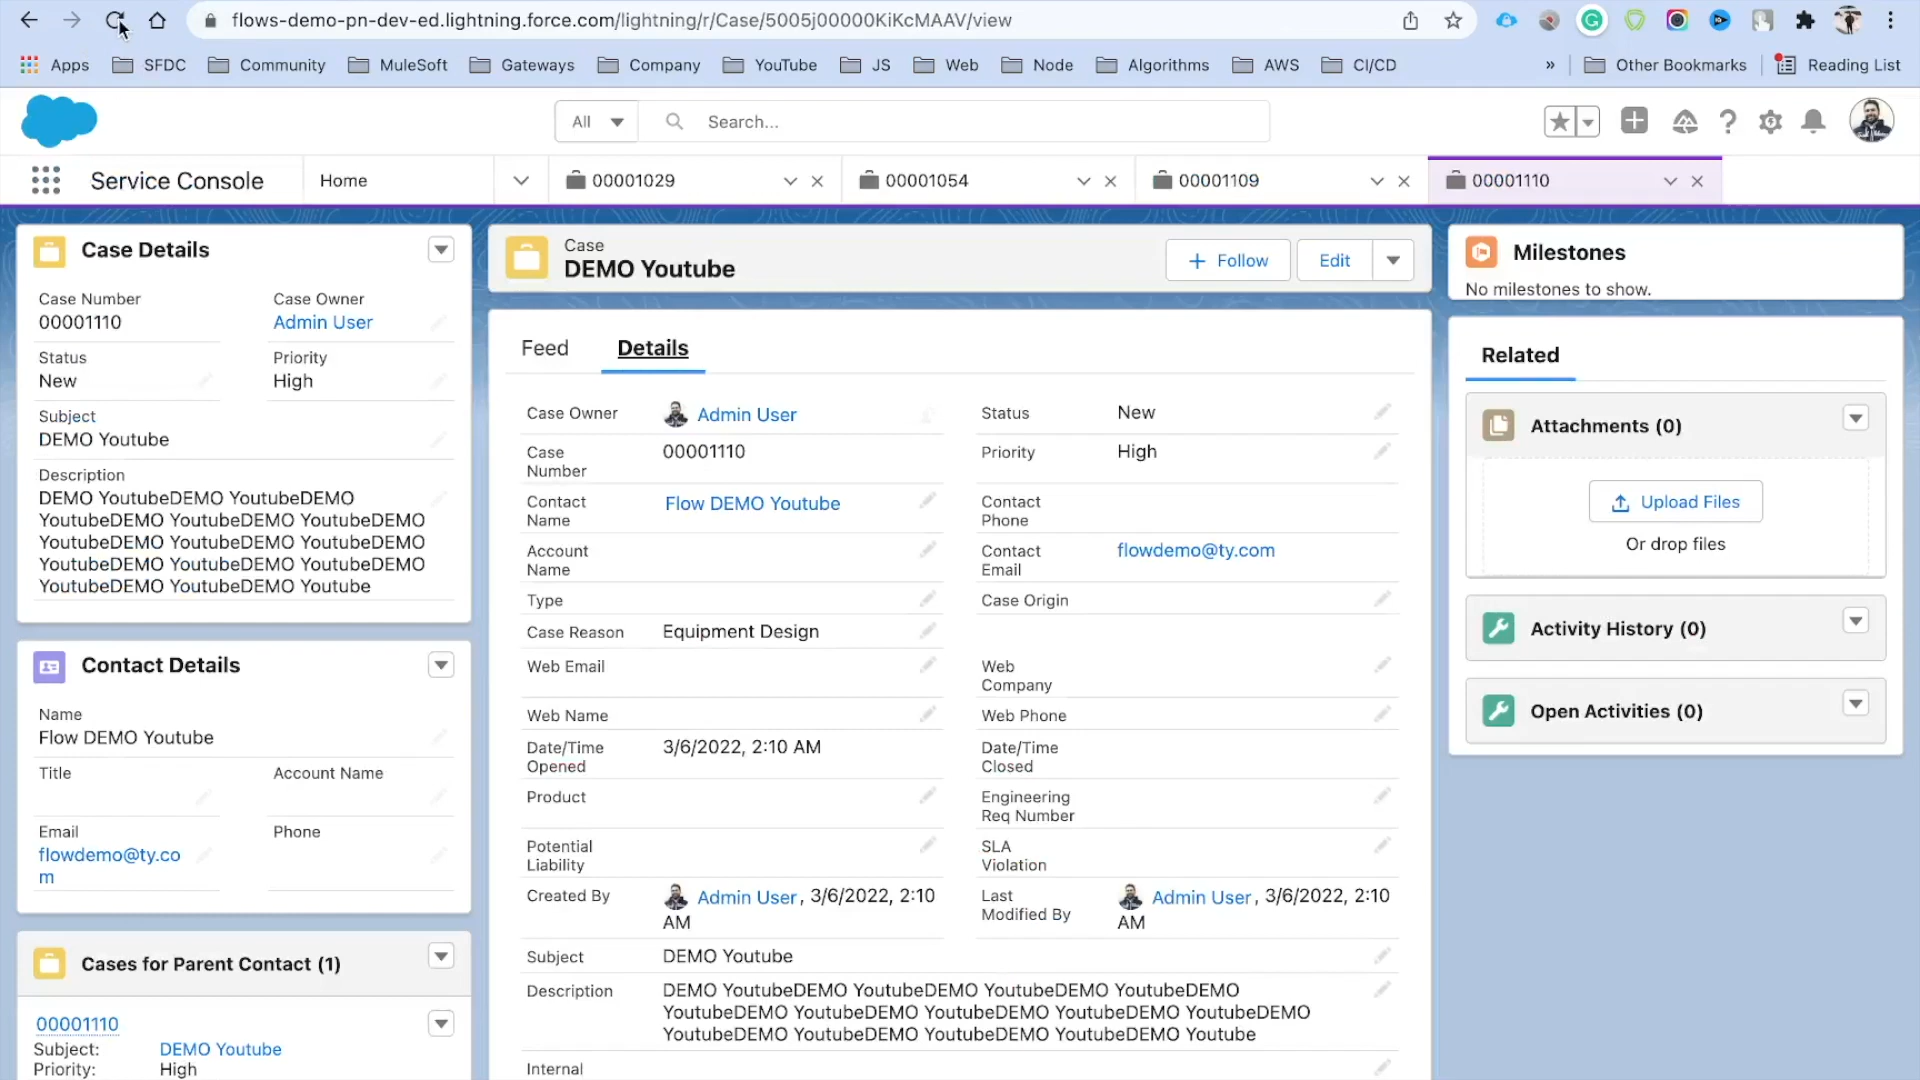 flows-demo-pn-dev-ed.lightning.force.com/lightning/r/Case/5005j00000KiKcMAAV/view
Apps SFDC Community MuleSoft Gateways Company YouTube JS Web Node Algorithms AWS CI/CD » Other Bookmarks Reading List
All Search...
Service Console Home 00001029 00001054 00001109 00001110
Case Details
Case Number Case Owner
00001110 Admin User
Status Priority
New High
Subject
DEMO Youtube
Description
DEMO YoutubeDEMO YoutubeDEMO
YoutubeDEMO YoutubeDEMO YoutubeDEMO
YoutubeDEMO YoutubeDEMO YoutubeDEMO
YoutubeDEMO YoutubeDEMO YoutubeDEMO
YoutubeDEMO YoutubeDEMO Youtube
Contact Details
Name
Flow DEMO Youtube
Title Account Name
Email Phone
flowdemo@ty.co
m
Cases for Parent Contact (1)
00001110
Subject: DEMO Youtube
Priority: High
Case
DEMO Youtube
Follow Edit
Feed Details
Case Owner Admin User Status New
Case
Number 00001110 Priority High
Contact
Name Flow DEMO Youtube Contact
Phone
Account
Name Contact
Email flowdemo@ty.com
Type Case Origin
Case Reason Equipment Design
Web Email Web
Company
Web Name Web Phone
Date/Time
Opened 3/6/2022, 2:10 AM Date/Time
Closed
Product Engineering
Req Number
Potential
Liability SLA
Violation
Created By Admin User, 3/6/2022, 2:10
AM
Last
Modified By Admin User, 3/6/2022, 2:10
AM
Subject DEMO Youtube
Description DEMO YoutubeDEMO YoutubeDEMO YoutubeDEMO YoutubeDEMO
YoutubeDEMO YoutubeDEMO YoutubeDEMO YoutubeDEMO YoutubeDEMO
YoutubeDEMO YoutubeDEMO YoutubeDEMO YoutubeDEMO Youtube
Internal
Milestones
No milestones to show.
Related
Attachments (0)
Upload Files
Or drop files
Activity History (0)
Open Activities (0)